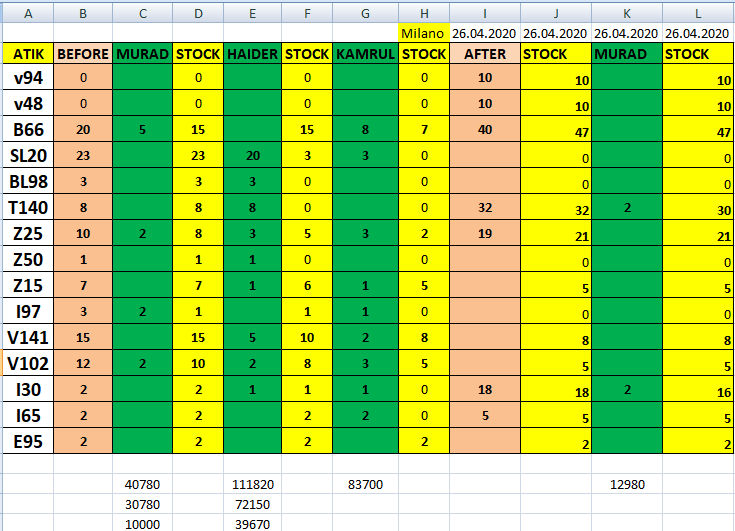 A B C D E F G H I J K L
Milano 26.04.2020 26.04.2020 26.04.2020 26.04.2020
ATIK BEFORE MURAD STOCK HAIDER STOCK KAMRUL STOCK AFTER STOCK MURAD STOCK
v94 0 0 0 0 10 10 10
v48 0 0 0 0 10 10 10
B66 20 5 15 15 8 7 40 47 47
SL20 23 23 20 3 3 0 0 0
BL98 3 3 3 0 0 0 0
T140 8 8 8 0 0 32 32 2 30
Z25 10 2 8 3 5 3 2 19 21 21
Z50 1 1 1 0 0 0 0
Z15 7 7 1 6 1 5 5 5
I97 3 2 1 1 1 0 0 0
V141 15 15 5 10 2 8 8 8
V102 12 2 10 2 8 3 5 5 5
I30 2 2 1 1 1 0 18 18 2 16
I65 2 2 2 2 0 5 5 5
E95 2 2 2 2 2 2
40780 111820 83700 12980
30780 72150
10000 39670